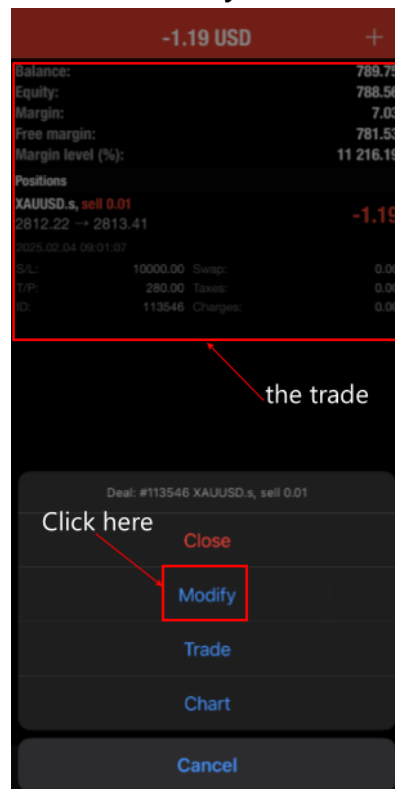 -1.19 USD +
Balance: 789.75
Equity: 788.56
Margin: 7.03
Free margin: 781.53
Margin level (%): 11 216.19
Positions
XAUUSD.s, sell 0.01
2812.22 → 2813.41 -1.19
2025.02.04 09:01:07
S/L: 10000.00 Swap: 0.00
T/P: 280.00 Taxes: 0.00
ID: 113546 Charges: 0.00
the trade
Deal: #113546 XAUUSD.s, sell 0.01
Click here
Close
Modify
Trade
Chart
Cancel